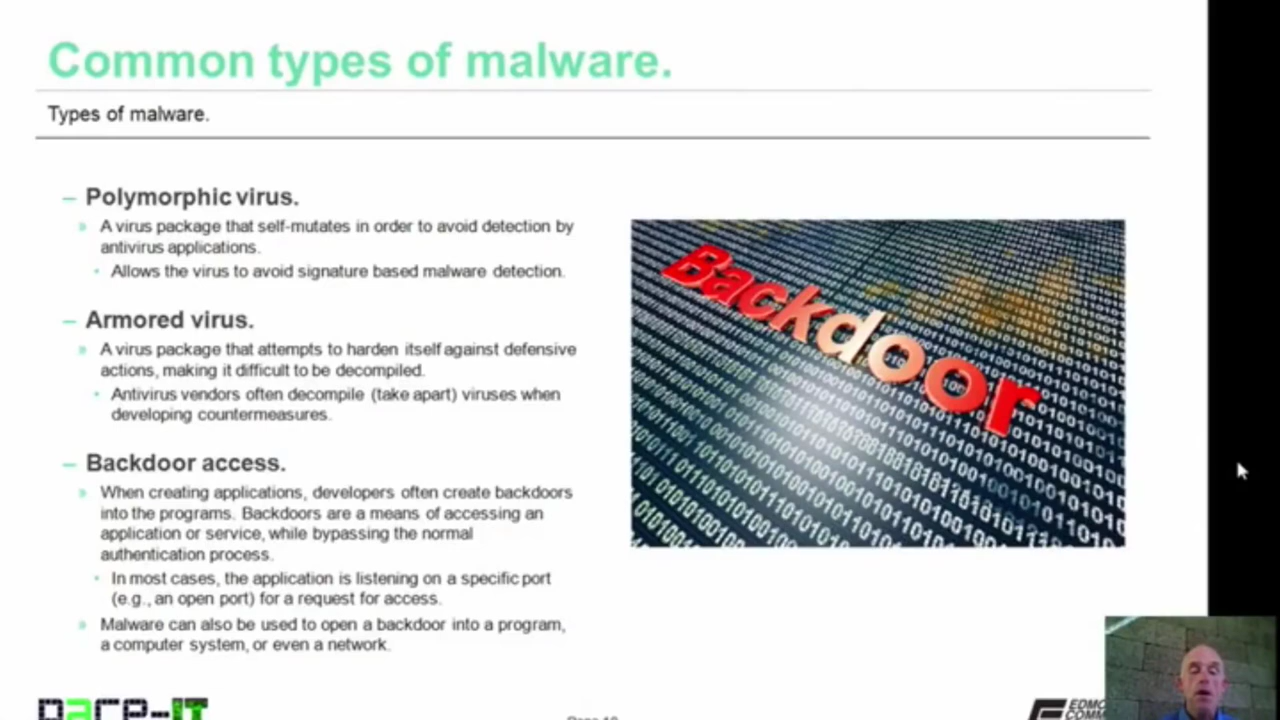 Common types of malware.
Types of malware.
– Polymorphic virus.
» A virus package that self-mutates in order to avoid detection by
antivirus applications.
• Allows the virus to avoid signature based malware detection.
– Armored virus.
» A virus package that attempts to harden itself against defensive
actions, making it difficult to be decompiled.
• Antivirus vendors often decompile (take apart) viruses when
developing countermeasures.
– Backdoor access.
» When creating applications, developers often create backdoors
into the programs. Backdoors are a means of accessing an
application or service, while bypassing the normal
authentication process.
• In most cases, the application is listening on a specific port
(e.g., an open port) for a request for access.
» Malware can also be used to open a backdoor into a program,
a computer system, or even a network.
Backdoor
pace-IT